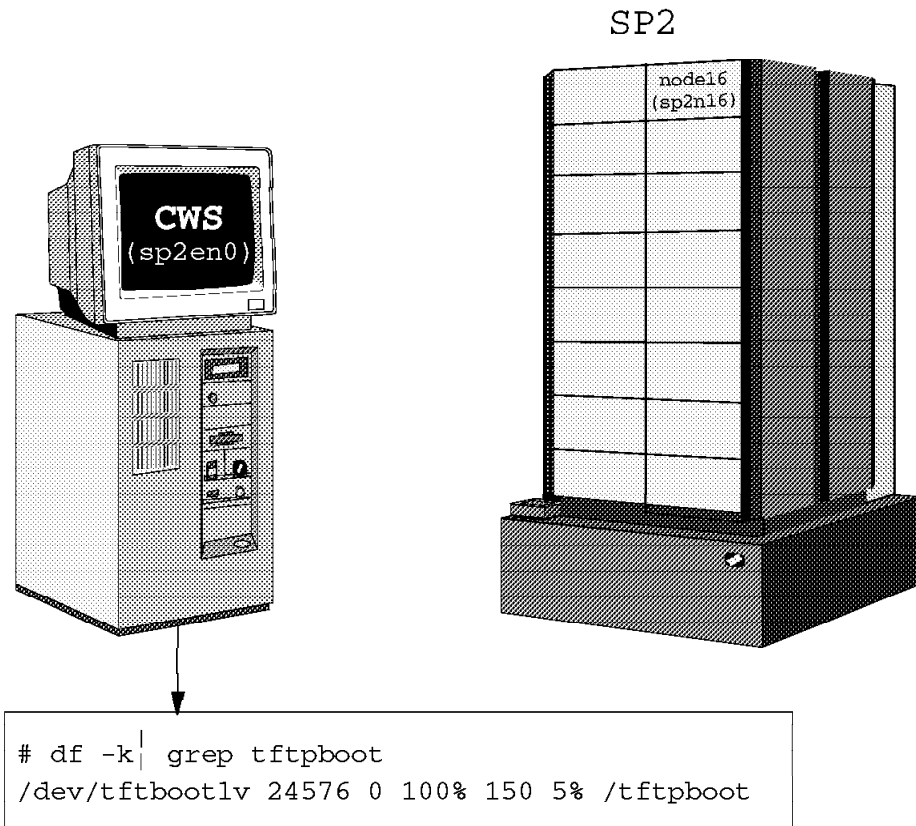 SP2
node16
(sp2n16)
CWS
(sp2en0)
# df -k¦ grep tftpboot
/dev/tftbootlv 24576 0 100% 150 5% /tftpboot